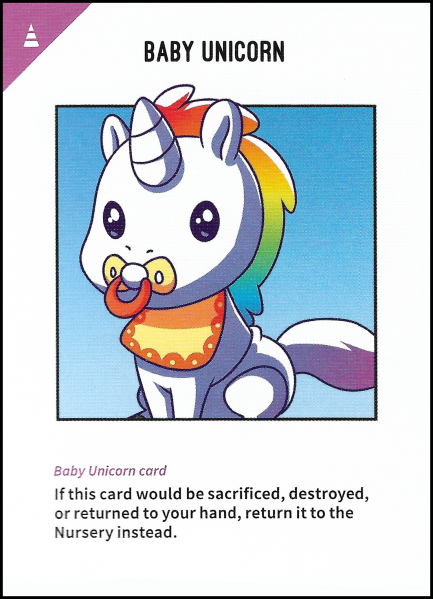 BABY UNICORN
Baby Unicorn card
If this card would be sacrificed, destroyed,
or returned to your hand, return it to the
Nursery instead.